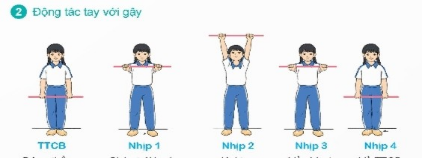 2 Động tác tay với gậy
TTCB Nhịp 1 Nhịp 2 Nhịp 3 Nhịp 4